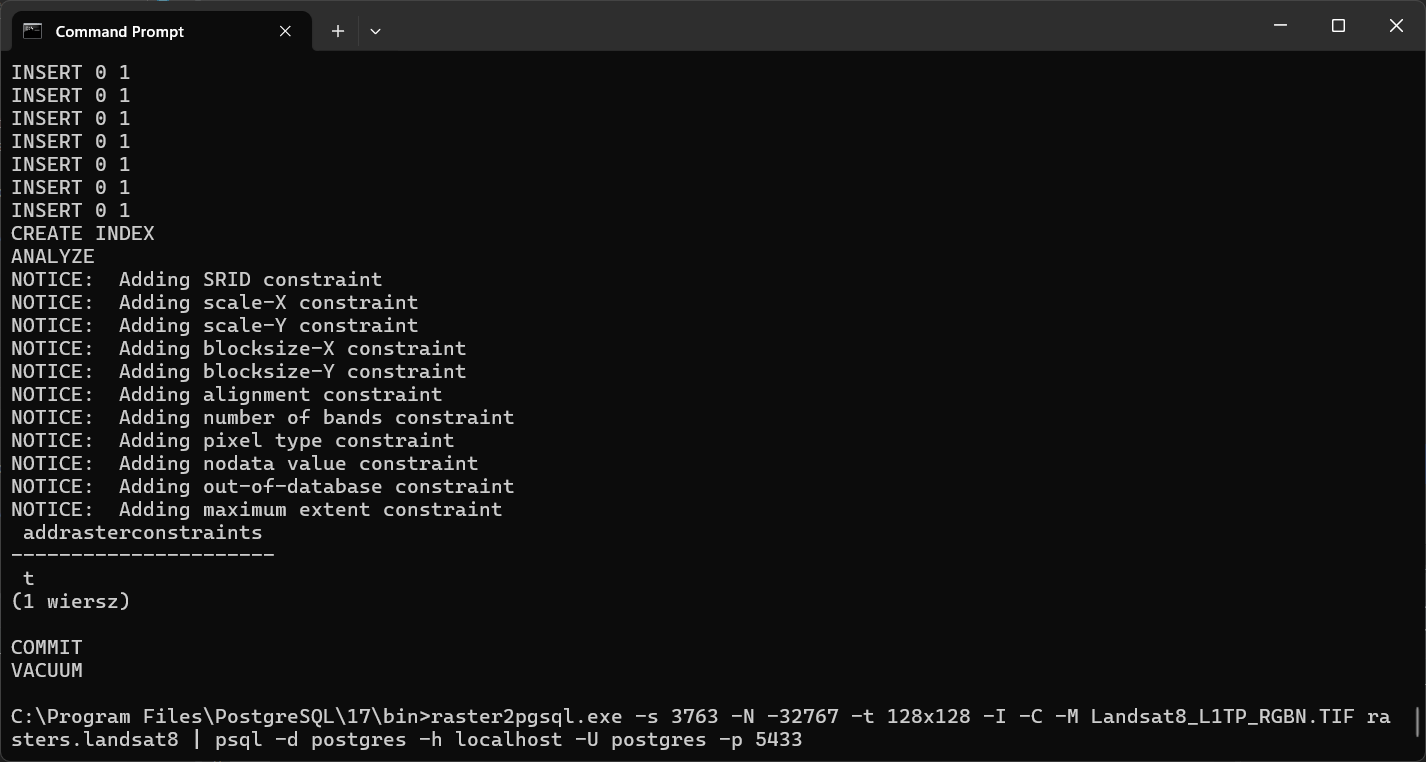 Command Prompt
INSERT 0 1
INSERT 0 1
INSERT 0 1
INSERT 0 1
INSERT 0 1
INSERT 0 1
INSERT 0 1
CREATE INDEX
ANALYZE
NOTICE:  Adding SRID constraint
NOTICE:  Adding scale-X constraint
NOTICE:  Adding scale-Y constraint
NOTICE:  Adding blocksize-X constraint
NOTICE:  Adding blocksize-Y constraint
NOTICE:  Adding alignment constraint
NOTICE:  Adding number of bands constraint
NOTICE:  Adding pixel type constraint
NOTICE:  Adding nodata value constraint
NOTICE:  Adding out-of-database constraint
NOTICE:  Adding maximum extent constraint
 addrasterconstraints
----------------------
 t
(1 wiersz)

COMMIT
VACUUM

C:\Program Files\PostgreSQL\17\bin>raster2pgsql.exe -s 3763 -N -32767 -t 128x128 -I -C -M Landsat8_L1TP_RGBN.TIF ra
sters.landsat8 | psql -d postgres -h localhost -U postgres -p 5433